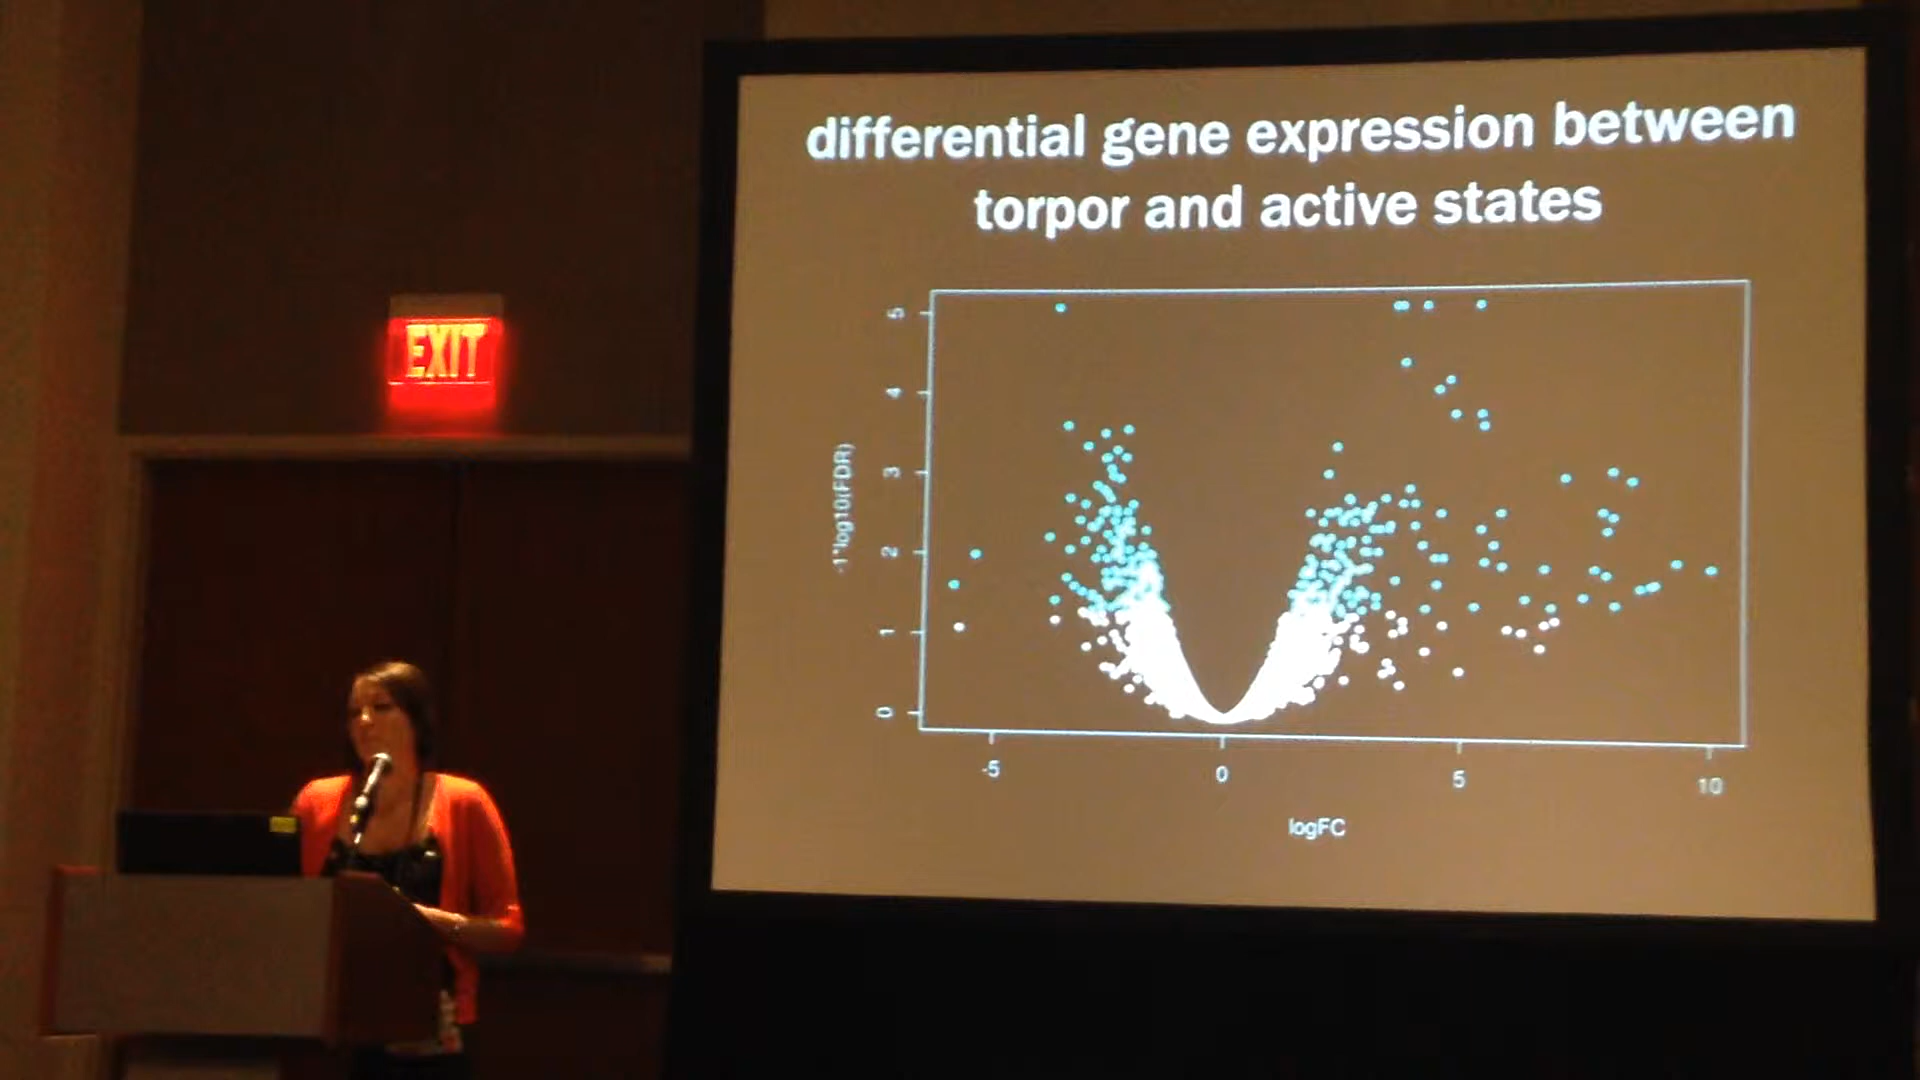 differential gene expression between
torpor and active states
EXIT
5
4
3
2
1
0
-1*log10(FDR)
-5
0
5
10
logFC